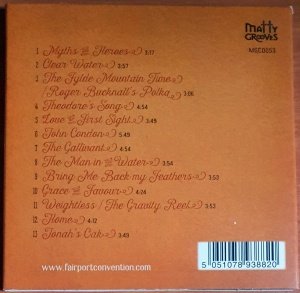 MATTY
GROOVES
MGCD053
1 Myths and Heroes 3:17
2 Clear Water 3:57
3 The Fylde Mountain Time
/ Roger Bucknall's Polka 3:06
4 Theodore's Song 4:54
5 Love at First Sight 5:49
6 John Condon 5:49
7 The Gallivant 3:54
8 The Man in the Water 3:54
9 Bring Me Back my Feathers 3:53
10 Grace and Favour 4:24
11 Weightless / The Gravity Reel 3:53
12 Home 4:12
13 Jonah's Oak 3:49
www.fairportconvention.com
5 051078 938820 >